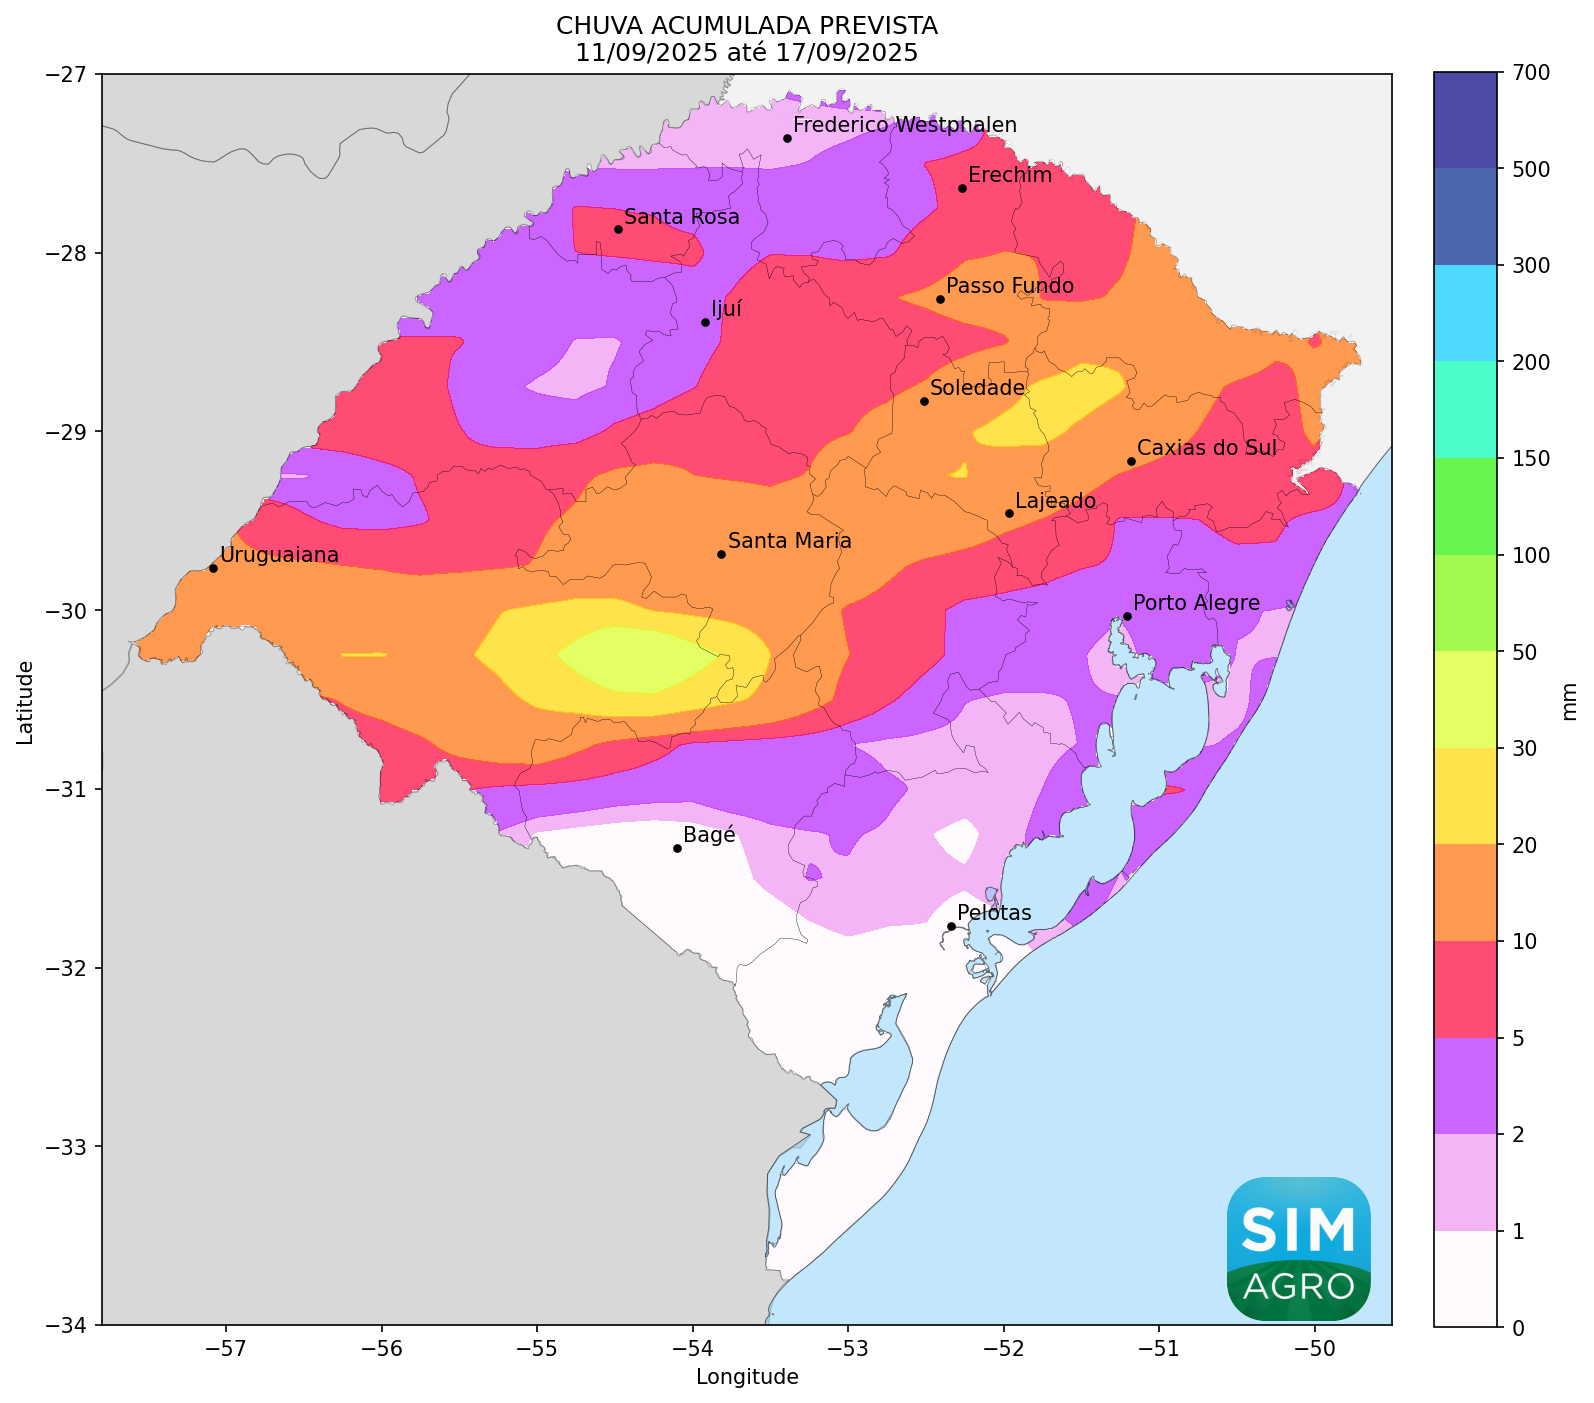 CHUVA ACUMULADA PREVISTA
11/09/2025 até 17/09/2025
−27
−28
−29
−30
−31
−32
−33
−34
Latitude
Frederico Westphalen
Erechim
Santa Rosa
Passo Fundo
Ijuí
Soledade
Caxias do Sul
Lajeado
Santa Maria
Uruguaiana
Porto Alegre
Bagé
Pelotas
SIM
AGRO
−57
−56
−55
−54
−53
−52
−51
−50
Longitude
700
500
300
200
150
100
50
30
20
10
5
2
1
0
mm